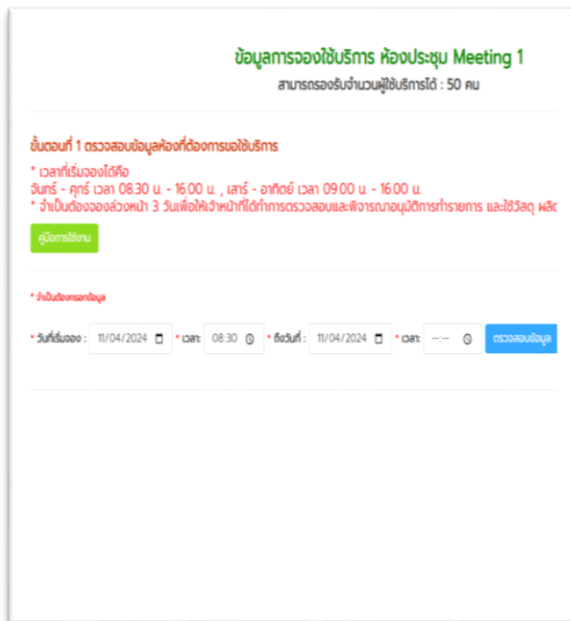 ข้อมูลการจองใช้บริการ ห้องประชุม Meeting 1
สามารถรองรับจำนวนผู้ใช้บริการได้ : 50 คน
ขั้นตอนที่ 1 ตรวจสอบข้อมูลห้องที่ต้องการขอใช้บริการ
* เวลาที่เริ่มจองได้คือ
จันทร์ - ศุกร์ เวลา 08.30 น. - 16.00 น. , เสาร์ - อาทิตย์ เวลา 09.00 น. - 16.00 น.
* จำเป็นต้องจองล่วงหน้า 3 วันเพื่อให้เจ้าหน้าที่ได้ทำการตรวจสอบและพิจารณาอนุมัติการทำรายการ และใช้วัสดุ ผลิต
คู่มือการใช้งาน
* จำเป็นต้องกรอกข้อมูล
* วันที่เริ่มจอง : 11/04/2024 * เวลา: 08:30 * ถึงวันที่ : 11/04/2024 * เวลา: --:-- ตรวจสอบข้อมูล